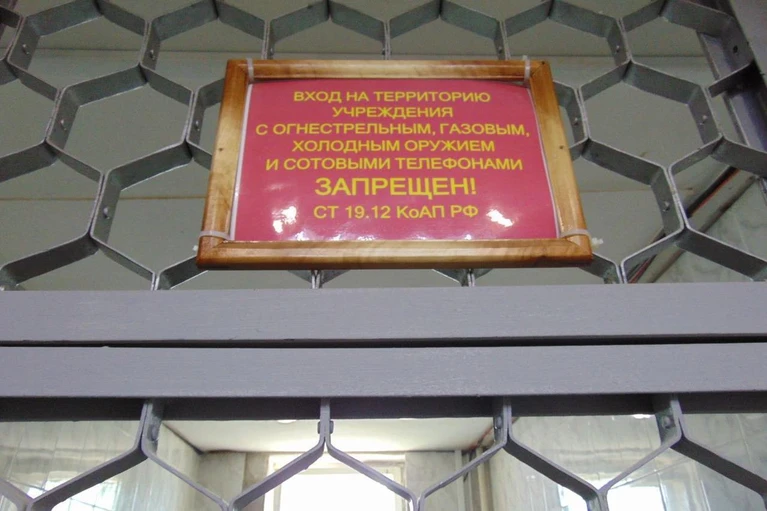 ВХОД НА ТЕРРИТОРИЮ
УЧРЕЖДЕНИЯ
С ОГНЕСТРЕЛЬНЫМ, ГАЗОВЫМ,
ХОЛОДНЫМ ОРУЖИЕМ
И СОТОВЫМИ ТЕЛЕФОНАМИ
ЗАПРЕЩЕН!
СТ 19.12 КоАП РФ